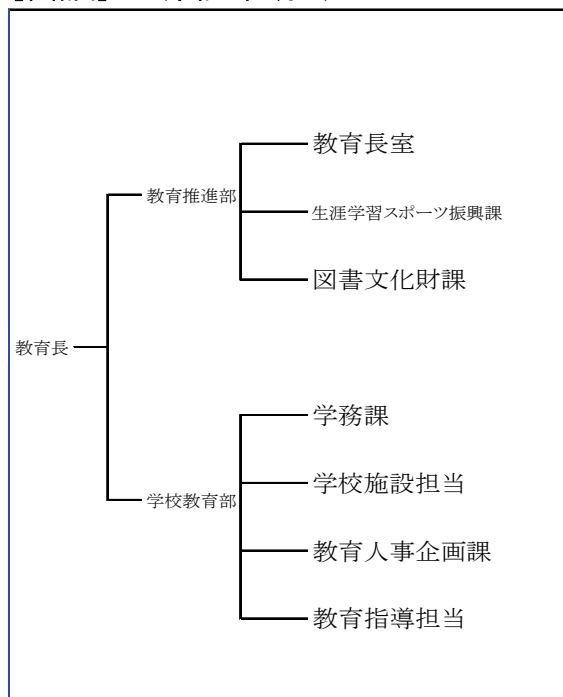 教育長室
教育推進部
生涯学習スポーツ振興課
図書文化財課
教育長
学務課
学校教育部
学校施設担当
教育人事企画課
教育指導担当